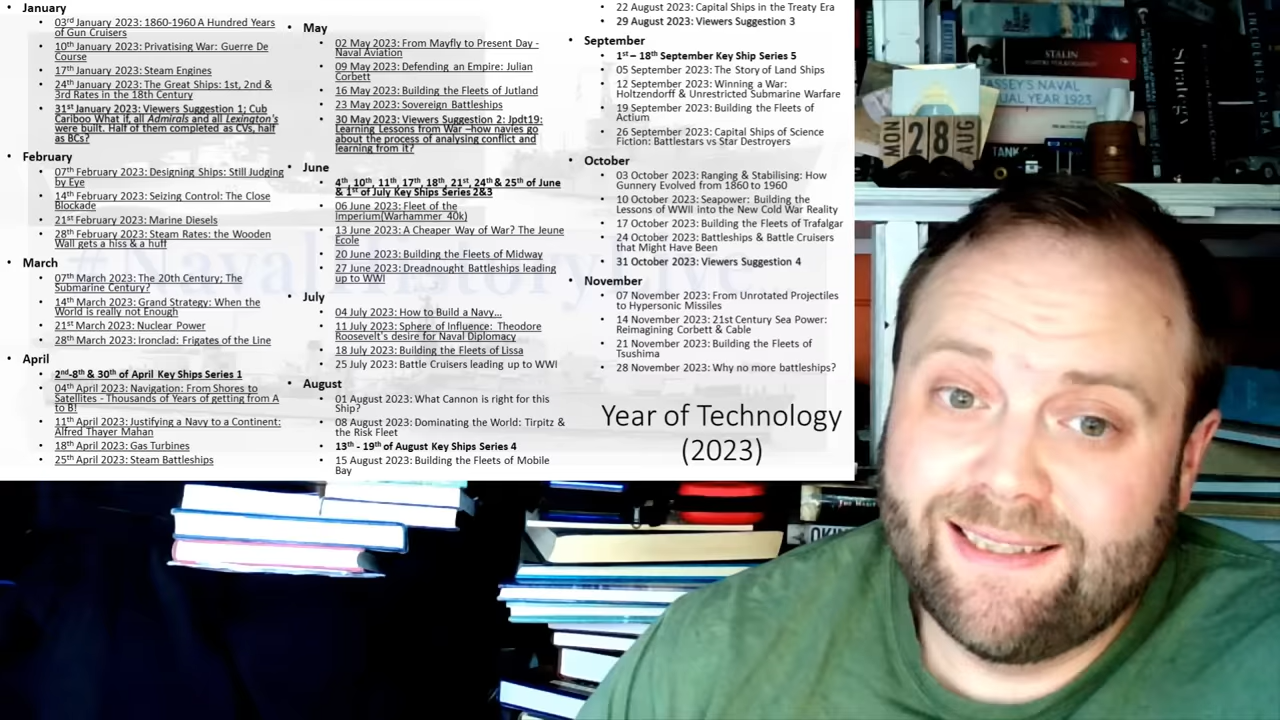 January
03rd January 2023: 1860-1960 A Hundred Years
of Gun Cruisers
10th January 2023: Privatising War: Guerre De
Course
17th January 2023: Steam Engines
24th January 2023: The Great Ships: 1st, 2nd &
3rd Rates in the 18th Century
31st January 2023: Viewers Suggestion 1; Cub
Cariboo What if, all Admirals and all Lexington's
were built. Half of them completed as CVs, half
as BCs?
February
07th February 2023: Designing Ships: Still Judging
by Eye
14th February 2023: Seizing Control: The Close
Blockade
21st February 2023: Marine Diesels
28th February 2023: Steam Rates: the Wooden
Wall gets a hiss & a huff
March
07th March 2023: The 20th Century; The
Submarine Century?
14th March 2023: Grand Strategy: When the
World is really not Enough
21st March 2023: Nuclear Power
28th March 2023: Ironclad: Frigates of the Line
April
2nd-8th & 30th of April Key Ships Series 1
04th April 2023: Navigation: From Shores to
Satellites - Thousands of Years of getting from A
to B!
11th April 2023: Justifying a Navy to a Continent:
Alfred Thayer Mahan
18th April 2023: Gas Turbines
25th April 2023: Steam Battleships
May
02 May 2023: From Mayfly to Present Day -
Naval Aviation
09 May 2023: Defending an Empire: Julian
Corbett
16 May 2023: Building the Fleets of Jutland
23 May 2023: Sovereign Battleships
30 May 2023: Viewers Suggestion 2: Jpdt19:
Learning Lessons from War –how navies go
about the process of analysing conflict and
learning from it?
June
4th 10th 11th 17th 18th 21st 24th & 25th of June
& 1st of July Key Ships Series 2&3
06 June 2023: Fleet of the
Imperium(Warhammer 40k)
13 June 2023: A Cheaper Way of War? The Jeune
Ecole
20 June 2023: Building the Fleets of Midway
27 June 2023: Dreadnought Battleships leading
up to WWI
July
04 July 2023: How to Build a Navy...
11 July 2023: Sphere of Influence: Theodore
Roosevelt's desire for Naval Diplomacy
18 July 2023: Building the Fleets of Lissa
25 July 2023: Battle Cruisers leading up to WWI
August
01 August 2023: What Cannon is right for this
Ship?
08 August 2023: Dominating the World: Tirpitz &
the Risk Fleet
13th - 19th of August Key Ships Series 4
15 August 2023: Building the Fleets of Mobile
Bay
22 August 2023: Capital Ships in the Treaty Era
29 August 2023: Viewers Suggestion 3
September
1st – 18th September Key Ship Series 5
05 September 2023: The Story of Land Ships
12 September 2023: Winning a War:
Holtzendorff & Unrestricted Submarine Warfare
19 September 2023: Building the Fleets of
Actium
26 September 2023: Capital Ships of Science
Fiction: Battlestars vs Star Destroyers
October
03 October 2023: Ranging & Stabilising: How
Gunnery Evolved from 1860 to 1960
10 October 2023: Seapower: Building the
Lessons of WWII into the New Cold War Reality
17 October 2023: Building the Fleets of Trafalgar
24 October 2023: Battleships & Battle Cruisers
that Might Have Been
31 October 2023: Viewers Suggestion 4
November
07 November 2023: From Unrotated Projectiles
to Hypersonic Missiles
14 November 2023: 21st Century Sea Power:
Reimagining Corbett & Cable
21 November 2023: Building the Fleets of
Tsushima
28 November 2023: Why no more battleships?
Year of Technology
(2023)
#NavalHistoryLive
STALIN
ASSEY'S NAVAL
UAL YEAR 1923
MON 28 AUG
TANK